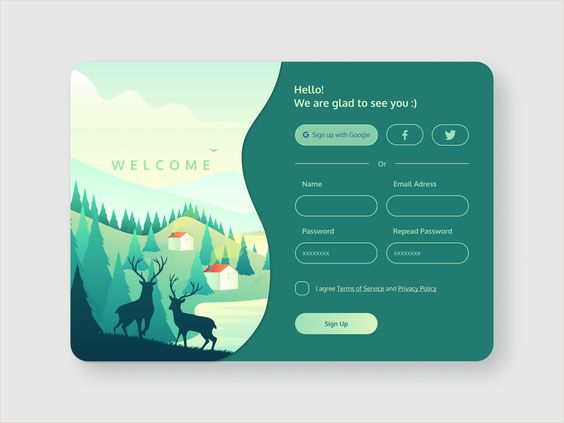 WELCOME
Hello!
We are glad to see you :)
Sign up with Google
Or
Name
Email Adress
Password
Repead Password
xxxxxxxx
xxxxxxxx
I agree Terms of Service and Privacy Policy
Sign Up